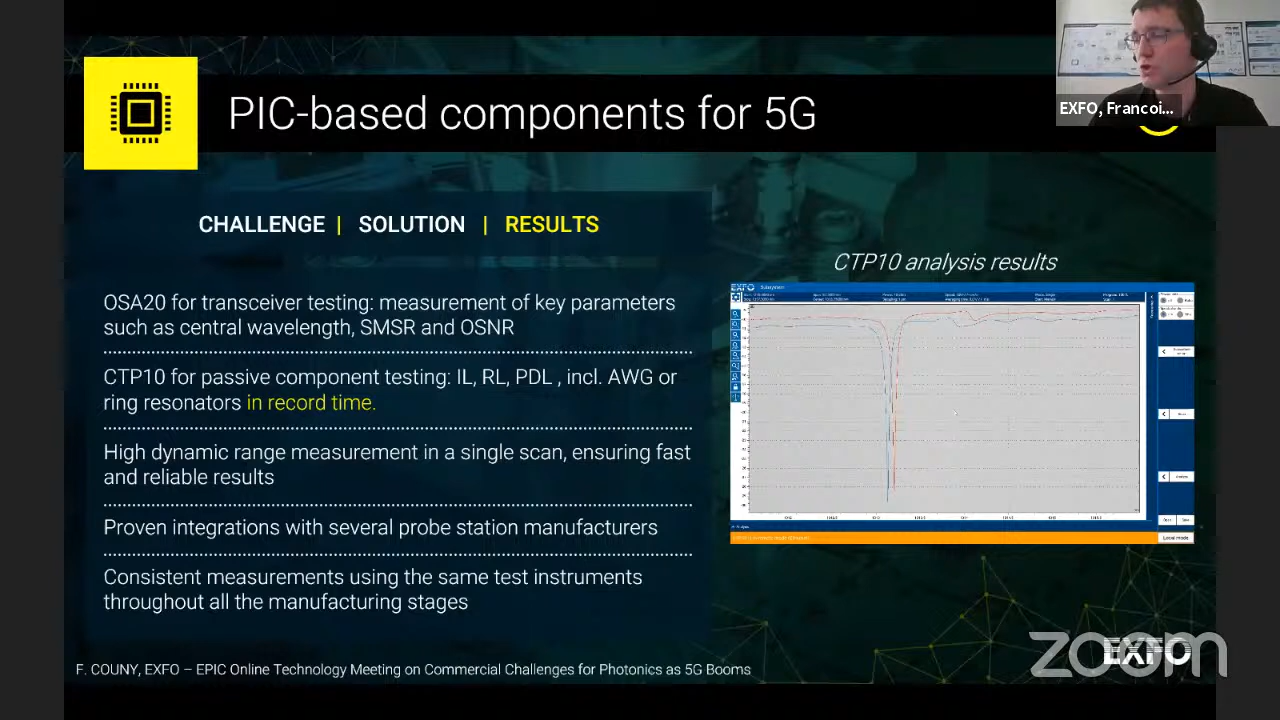 PIC-based components for 5G
EXFO, Francoi...
CHALLENGE | SOLUTION | RESULTS
OSA20 for transceiver testing: measurement of key parameters
such as central wavelength, SMSR and OSNR
CTP10 for passive component testing: IL, RL, PDL , incl. AWG or
ring resonators in record time.
High dynamic range measurement in a single scan, ensuring fast
and reliable results
Proven integrations with several probe station manufacturers
Consistent measurements using the same test instruments
throughout all the manufacturing stages
CTP10 analysis results
EXFO
Local mode
F. COUNY, EXFO – EPIC Online Technology Meeting on Commercial Challenges for Photonics as 5G Booms
EXFO
zoom